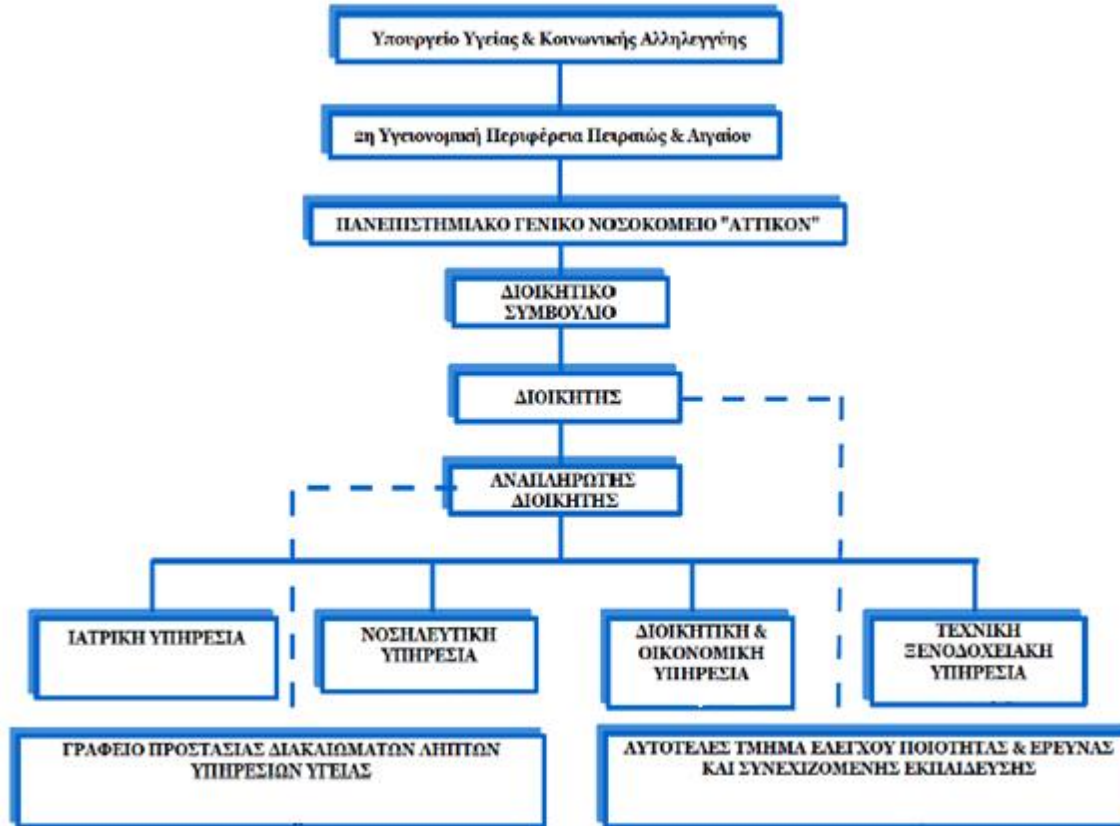 Υπουργείο Υγείας & Κοινωνικής Αλληλεγγύης
2η Υγειονομική Περιφέρεια Πειραιώς & Αιγαίου
ΠΑΝΕΠΙΣΤΗΜΙΑΚΟ ΓΕΝΙΚΟ ΝΟΣΟΚΟΜΕΙΟ "ΑΤΤΙΚΟΝ"
ΔΙΟΙΚΗΤΙΚΟ
ΣΥΜΒΟΥΛΙΟ
ΔΙΟΙΚΗΤΗΣ
ΑΝΑΠΛΗΡΩΤΗΣ
ΔΙΟΙΚΗΤΗΣ
ΙΑΤΡΙΚΗ ΥΠΗΡΕΣΙΑ
ΝΟΣΗΛΕΥΤΙΚΗ
ΥΠΗΡΕΣΙΑ
ΔΙΟΙΚΗΤΙΚΗ &
ΟΙΚΟΝΟΜΙΚΗ
ΥΠΗΡΕΣΙΑ
ΤΕΧΝΙΚΗ
ΞΕΝΟΔΟΧΕΙΑΚΗ
ΥΠΗΡΕΣΙΑ
ΓΡΑΦΕΙΟ ΠΡΟΣΤΑΣΙΑΣ ΔΙΑΚΑΙΩΜΑΤΩΝ ΛΗΠΤΩΝ
ΥΠΗΡΕΣΙΩΝ ΥΓΕΙΑΣ
ΑΥΤΟΤΕΛΕΣ ΤΜΗΜΑ ΕΛΕΓΧΟΥ ΠΟΙΟΤΗΤΑΣ & ΕΡΕΥΝΑΣ
ΚΑΙ ΣΥΝΕΧΙΖΟΜΕΝΗΣ ΕΚΠΑΙΔΕΥΣΗΣ